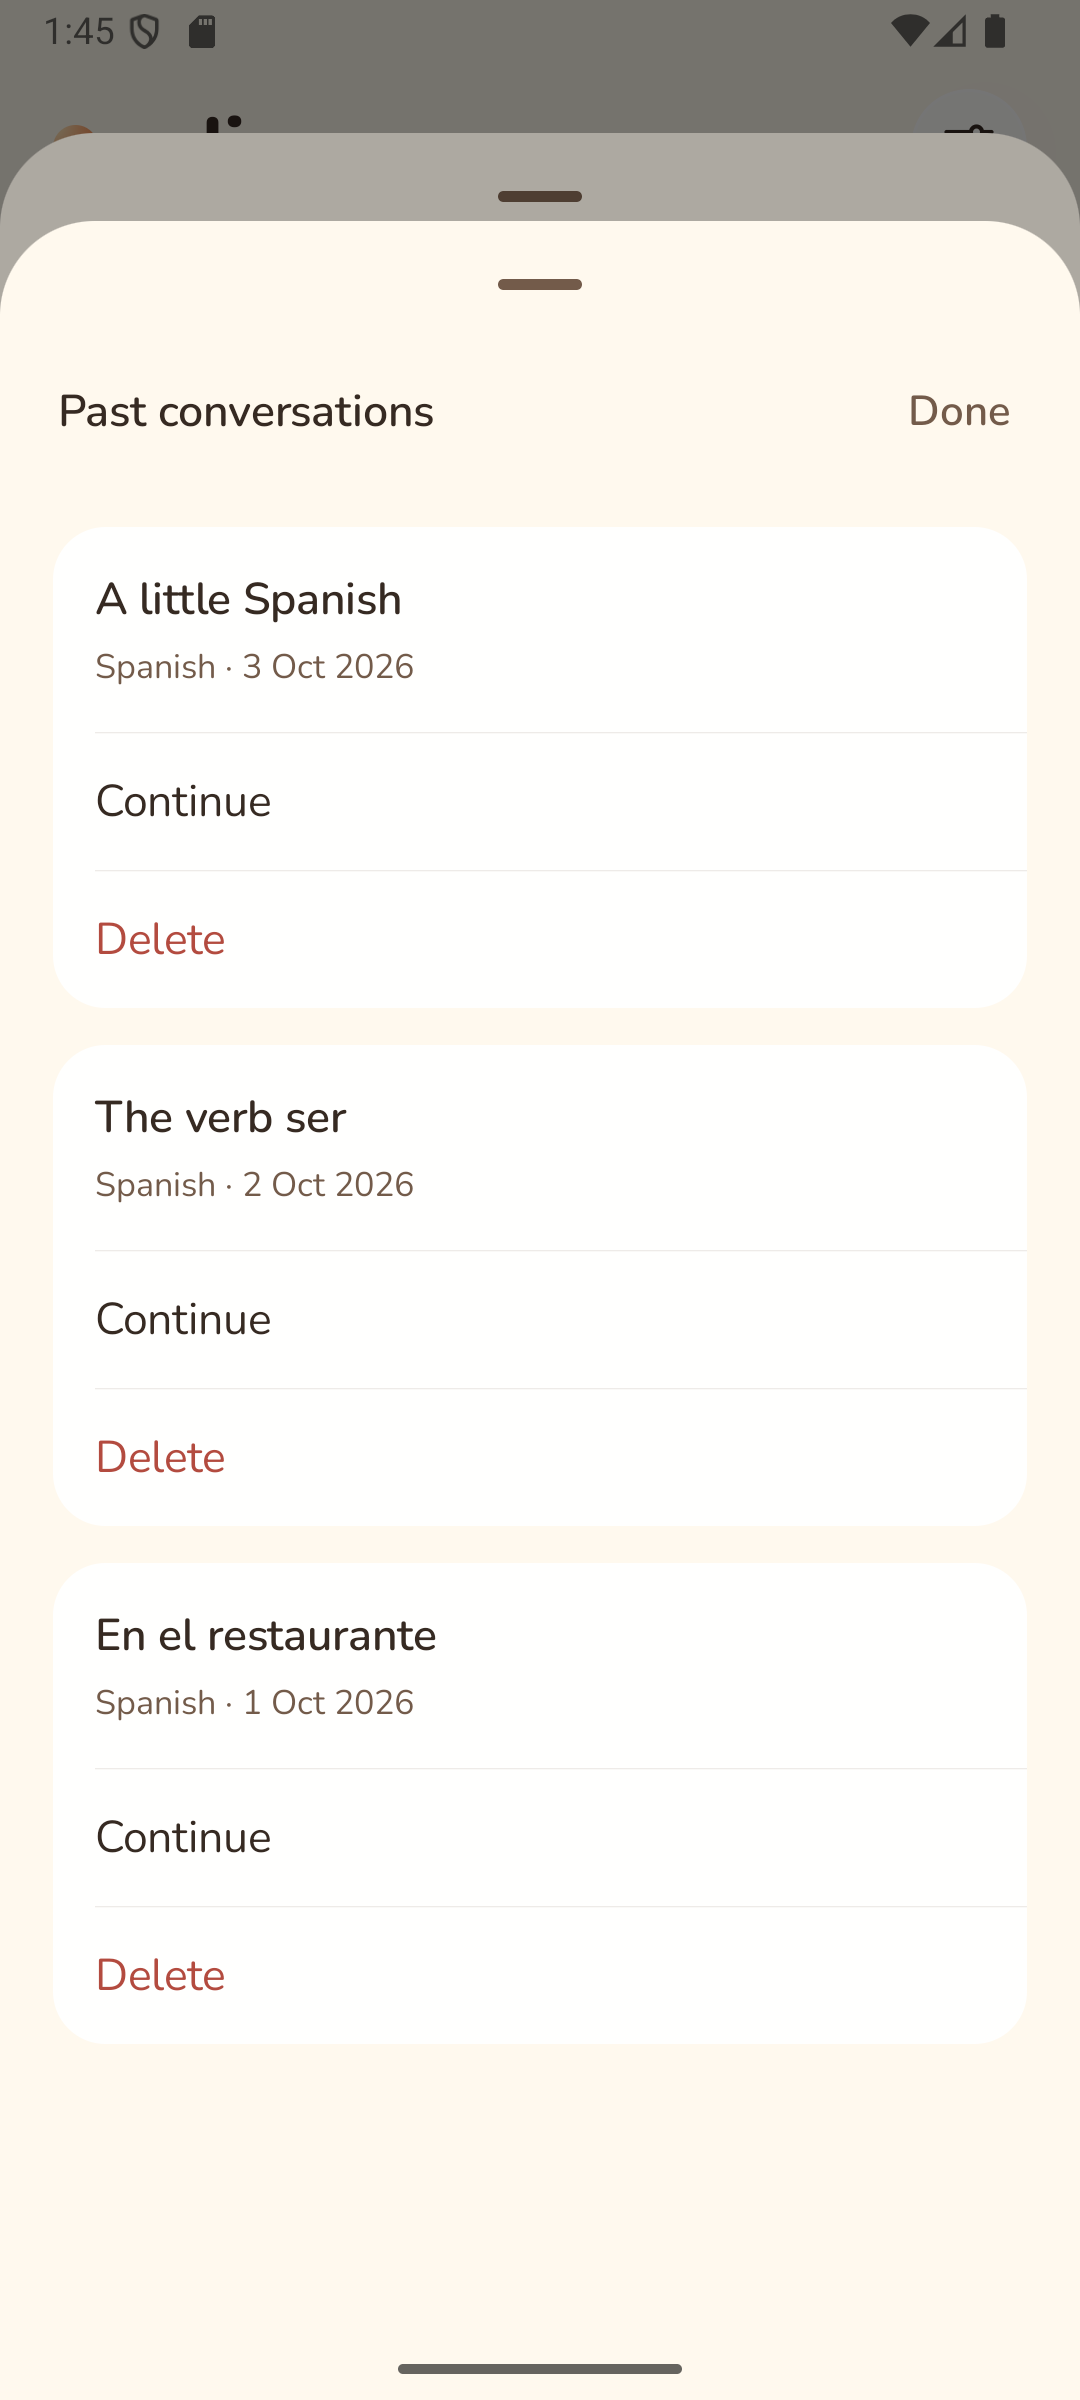 1:45
Past conversations
Done
A little Spanish
Spanish · 3 Oct 2026
Continue
Delete
The verb ser
Spanish · 2 Oct 2026
Continue
Delete
En el restaurante
Spanish · 1 Oct 2026
Continue
Delete